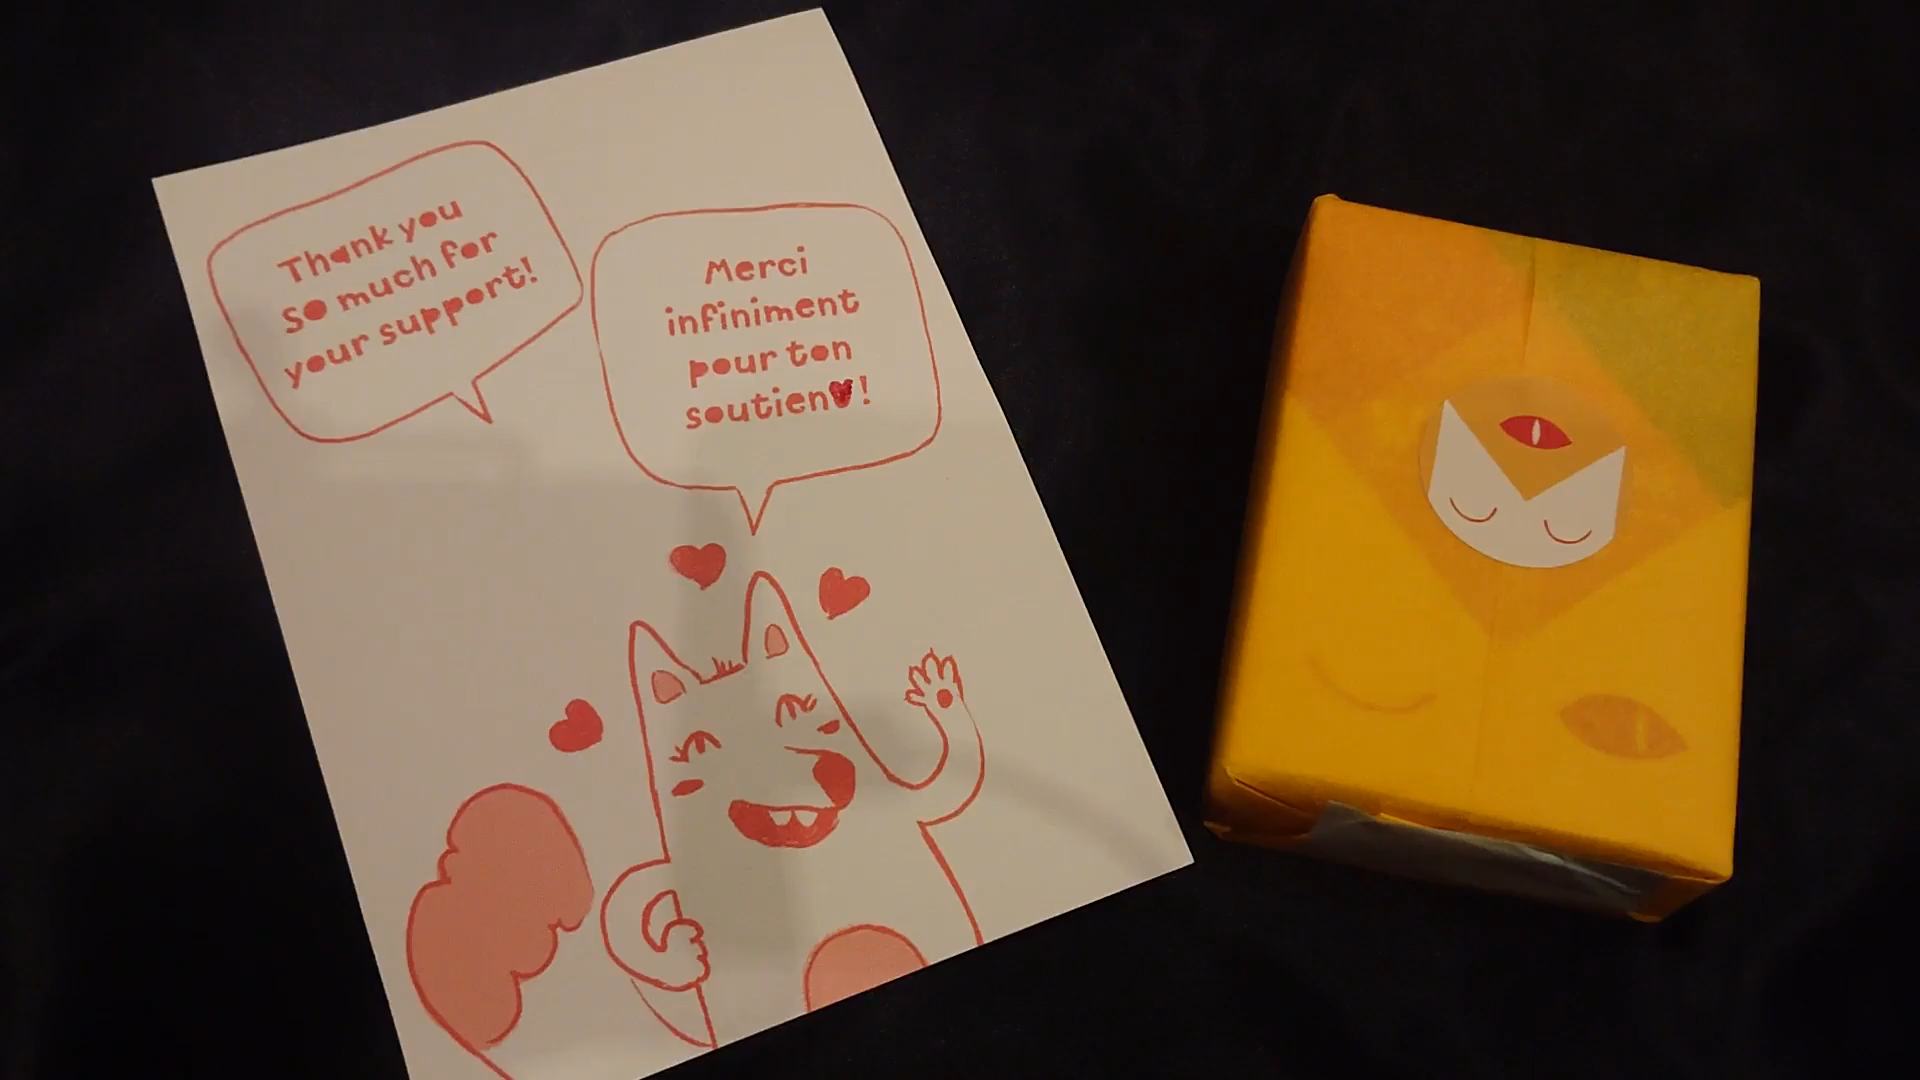 Thank you
so much for
your support!
Merci
infiniment
pour ton
soutien♥!